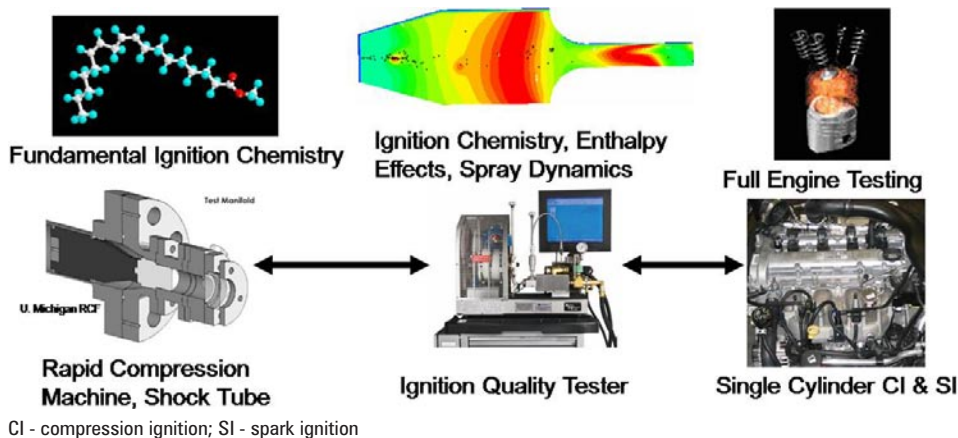 Fundamental Ignition Chemistry
Ignition Chemistry, Enthalpy
Effects, Spray Dynamics
Full Engine Testing
Test Manifold
U. Michigan RCF
Rapid Compression
Machine, Shock Tube
Ignition Quality Tester
Single Cylinder CI & SI
CI - compression ignition; SI - spark ignition